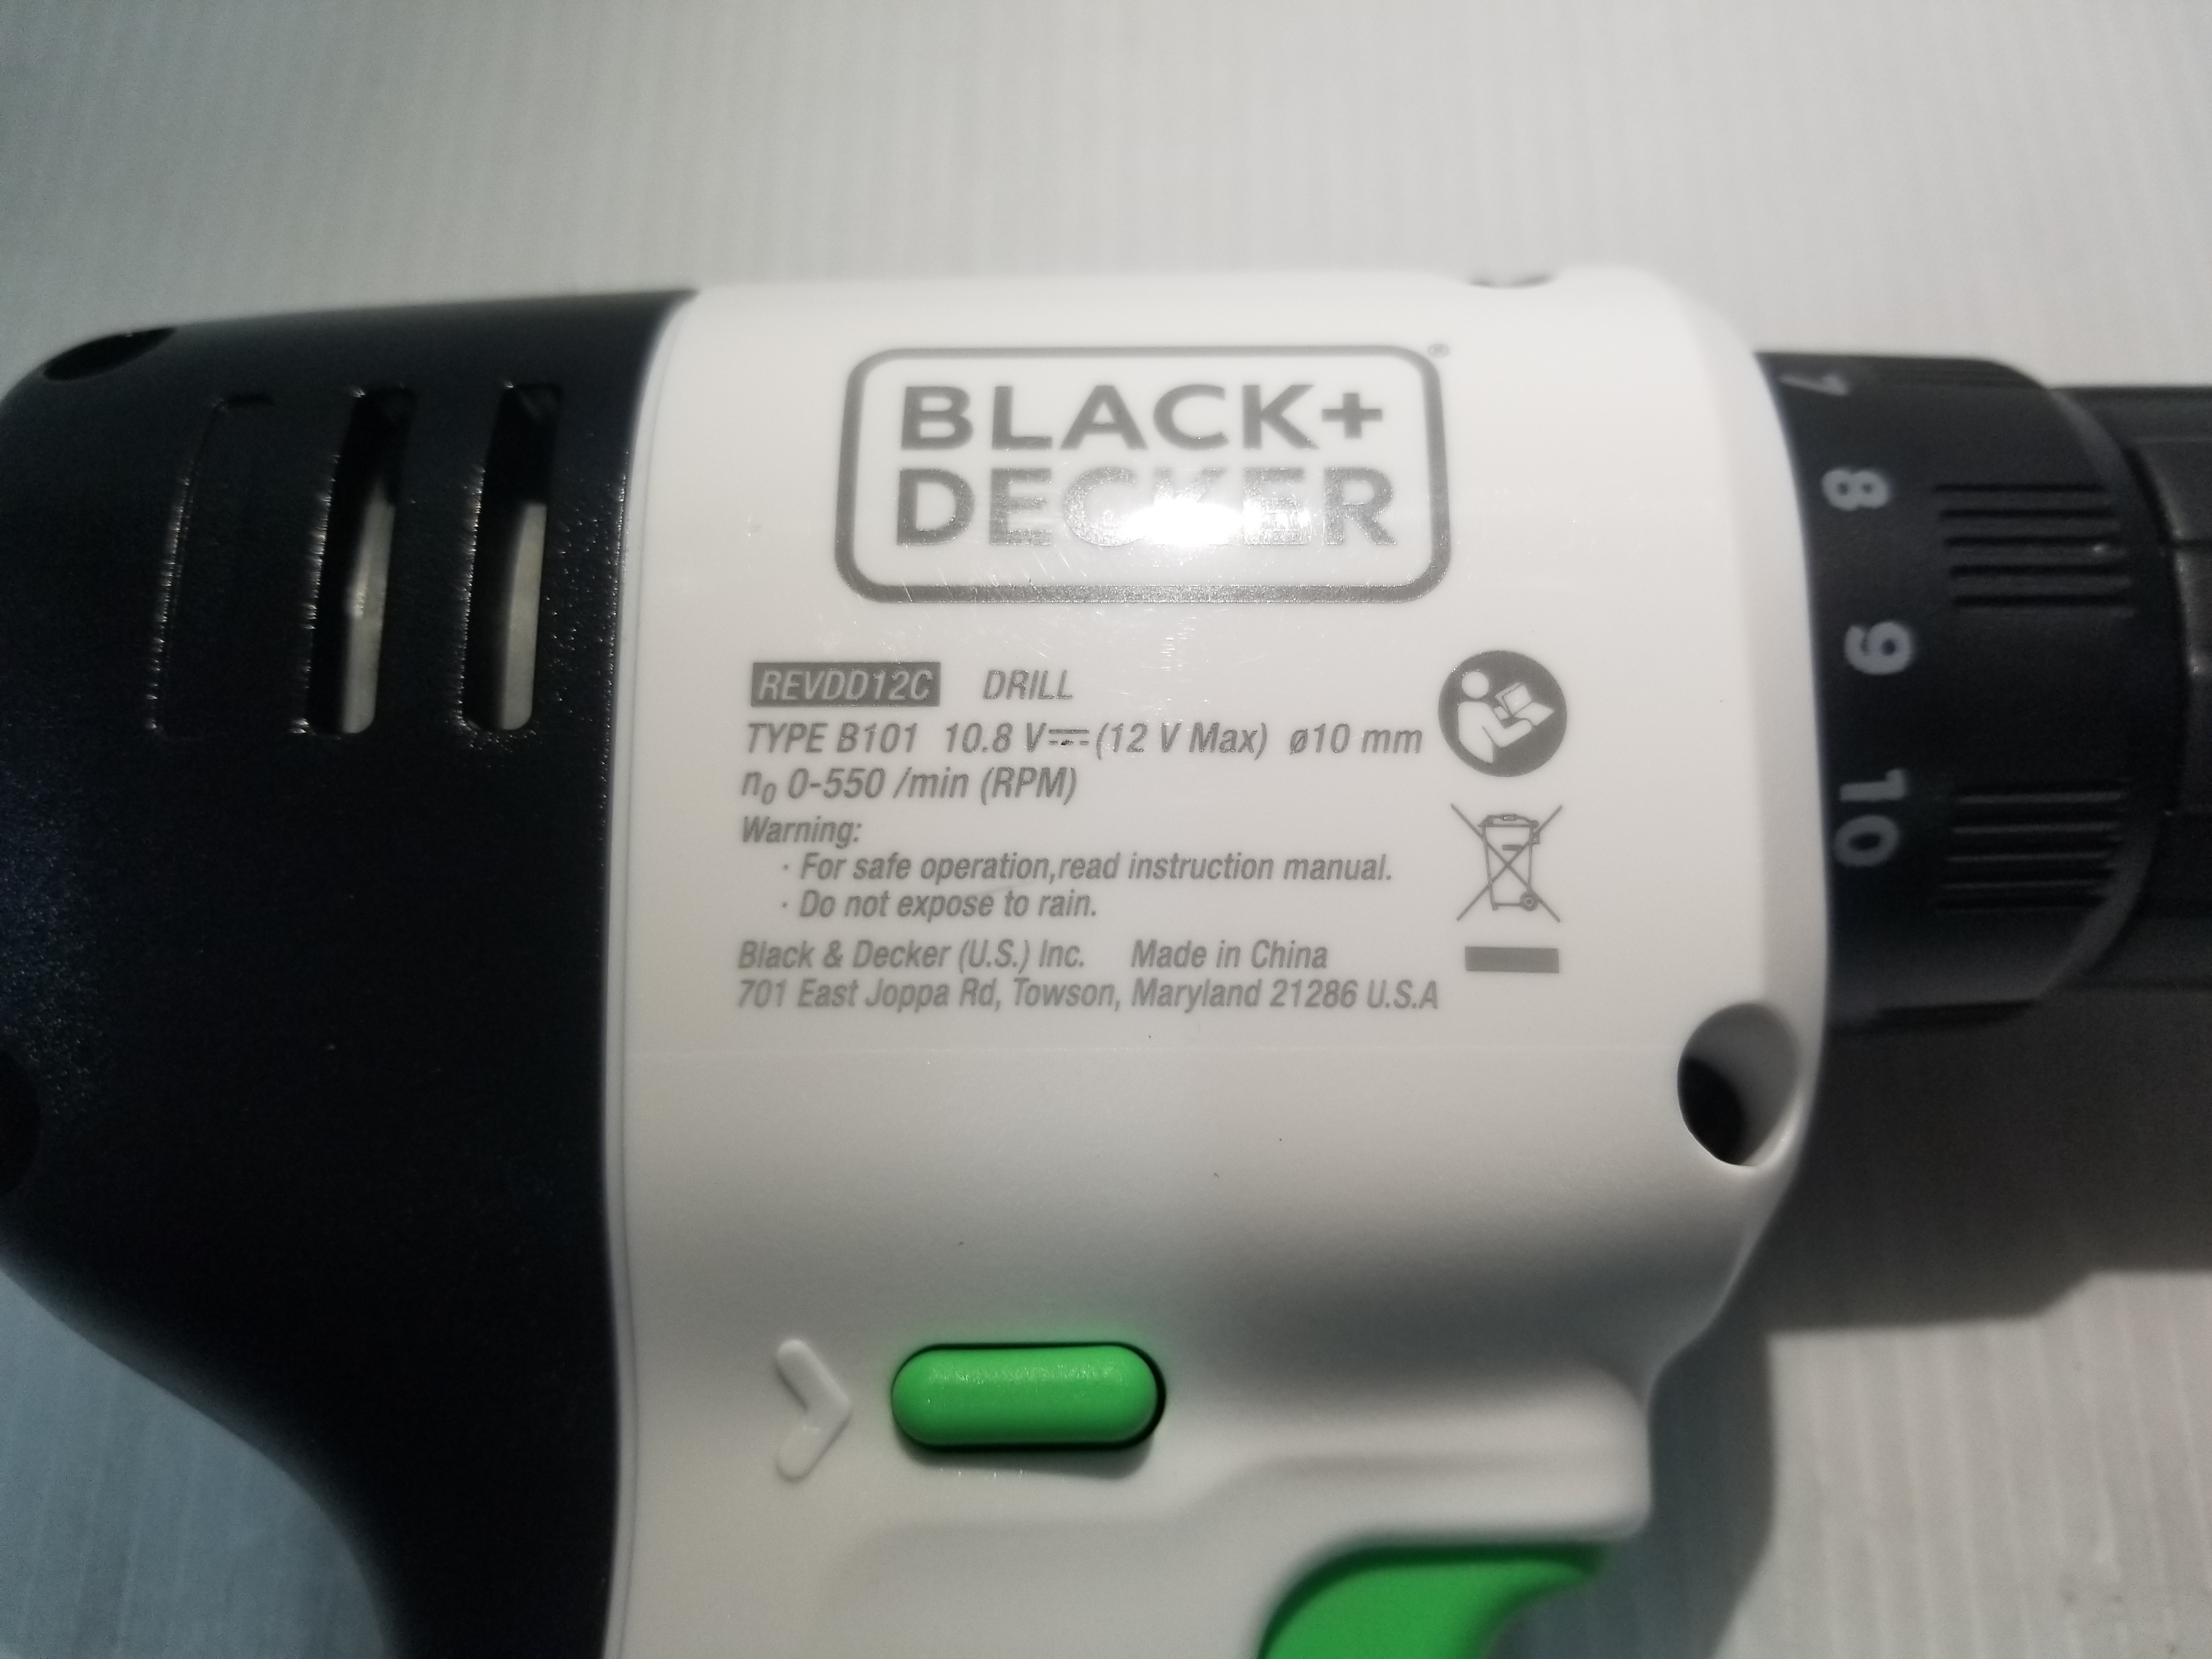 BLACK+
DECKER
®
REVDD12C DRILL
TYPE B101 10.8 V⎓(12 V Max) ø10 mm
n₀ 0-550 /min (RPM)
Warning:
· For safe operation,read instruction manual.
· Do not expose to rain.
Black & Decker (U.S.) Inc. Made in China
701 East Joppa Rd, Towson, Maryland 21286 U.S.A
7
8
9
10